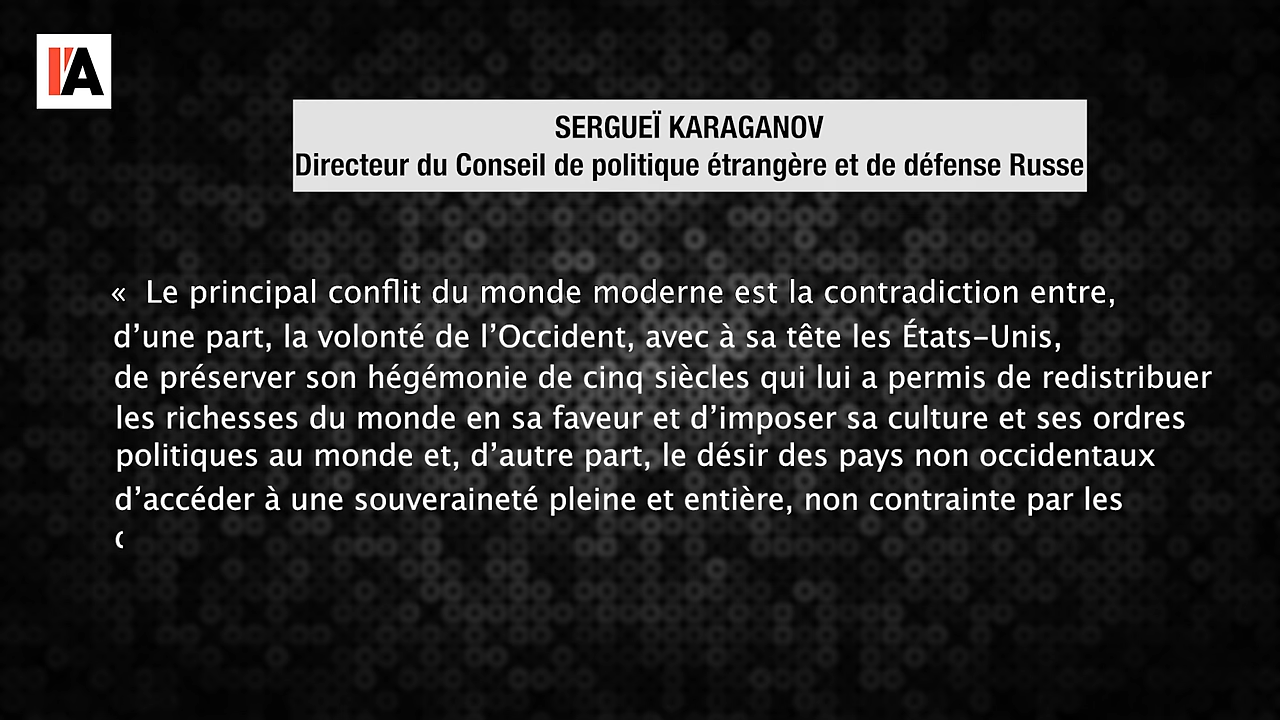 l'A
SERGUEÏ KARAGANOV
Directeur du Conseil de politique étrangère et de défense Russe
«  Le principal conflit du monde moderne est la contradiction entre,
d’une part, la volonté de l’Occident, avec à sa tête les États-Unis,
de préserver son hégémonie de cinq siècles qui lui a permis de redistribuer
les richesses du monde en sa faveur et d’imposer sa culture et ses ordres
politiques au monde et, d’autre part, le désir des pays non occidentaux
d’accéder à une souveraineté pleine et entière, non contrainte par les